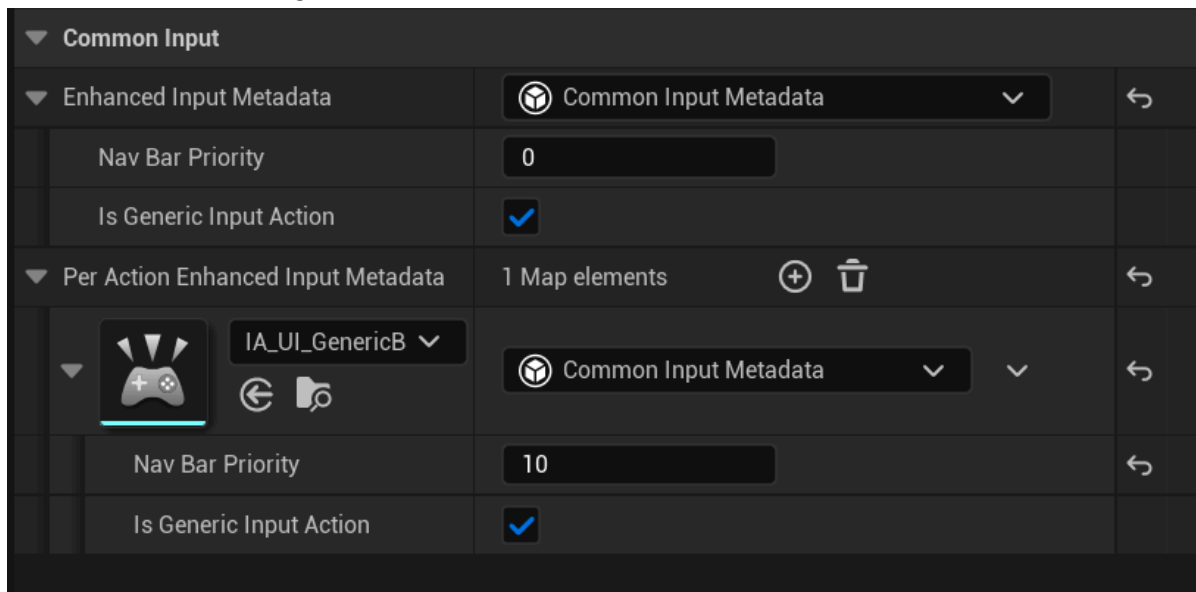 Common Input
Enhanced Input Metadata Common Input Metadata
Nav Bar Priority 0
Is Generic Input Action
Per Action Enhanced Input Metadata 1 Map elements
IA_UI_GenericB
Common Input Metadata
Nav Bar Priority 10
Is Generic Input Action